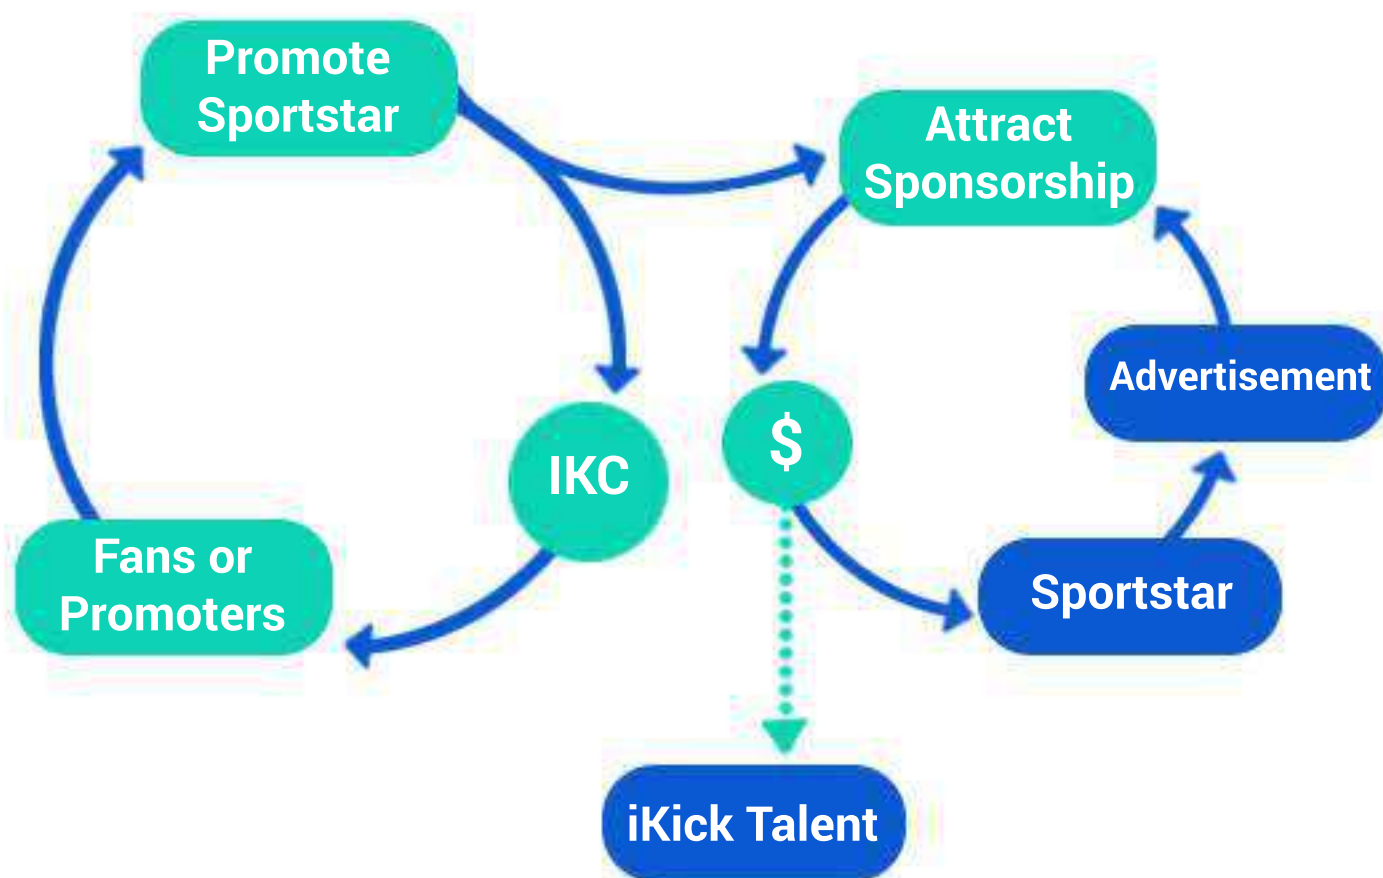 Promote
Sportstar
Attract
Sponsorship
Advertisement
$
IKC
Fans or
Promoters
Sportstar
iKick Talent